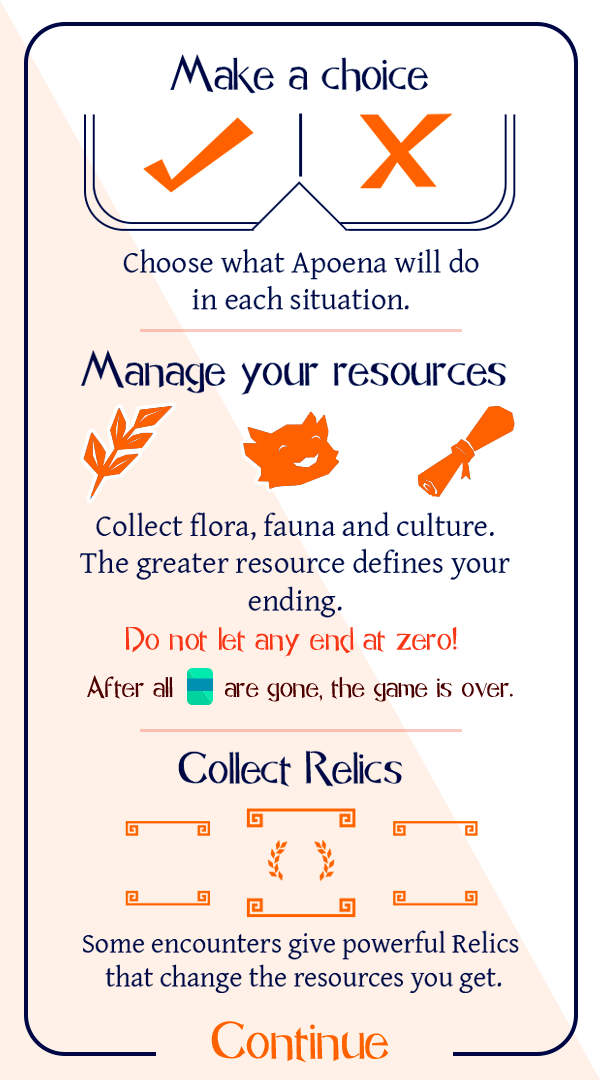 Make a choice
Choose what Apoena will do
in each situation.
Manage your resources
Collect flora, fauna and culture.
The greater resource defines your
ending.
Do not let any end at zero!
After all are gone, the game is over.
Collect Relics
Some encounters give powerful Relics
that change the resources you get.
Continue